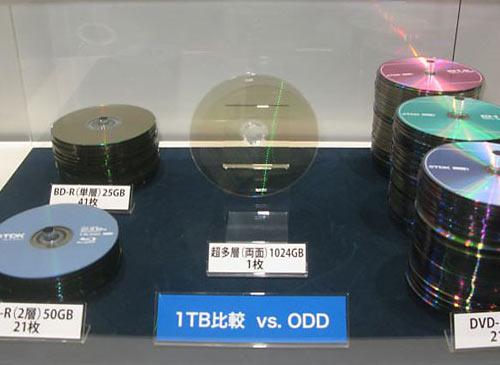 BD-R(単層)25GB
41枚
超多層(両面)1024GB
1枚
-R(2層)50GB
21枚
1TB比較 vs. ODD
DVD-
TDK